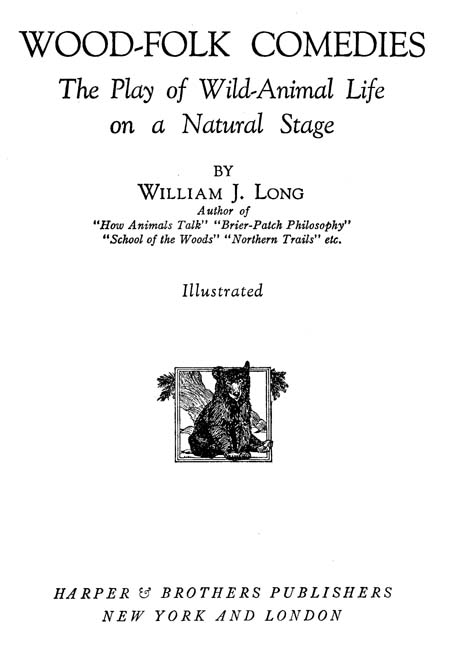 WOOD-FOLK COMEDIES
The Play of Wild-Animal Life
on a Natural Stage
BY
WILLIAM J. LONG
Author of
"How Animals Talk" "Brier-Patch Philosophy"
"School of the Woods" "Northern Trails" etc.
Illustrated
HARPER & BROTHERS PUBLISHERS
NEW YORK AND LONDON